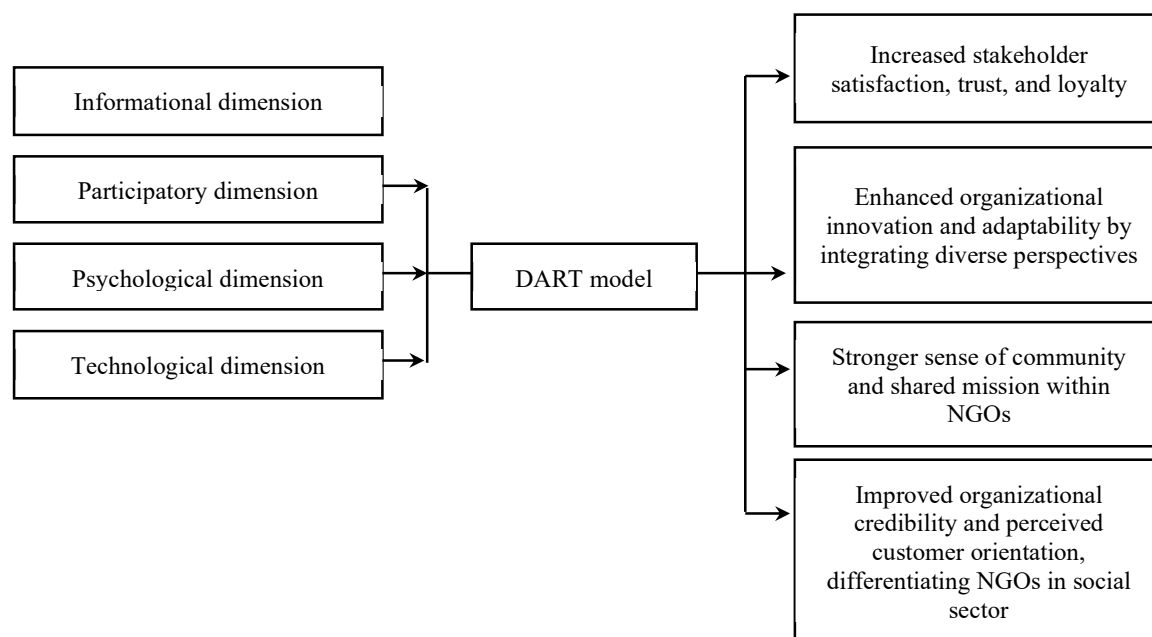 Informational dimension
Participatory dimension
Psychological dimension
Technological dimension
DART model
Increased stakeholder
satisfaction, trust, and loyalty
Enhanced organizational
innovation and adaptability by
integrating diverse perspectives
Stronger sense of community
and shared mission within
NGOs
Improved organizational
credibility and perceived
customer orientation,
differentiating NGOs in social
sector